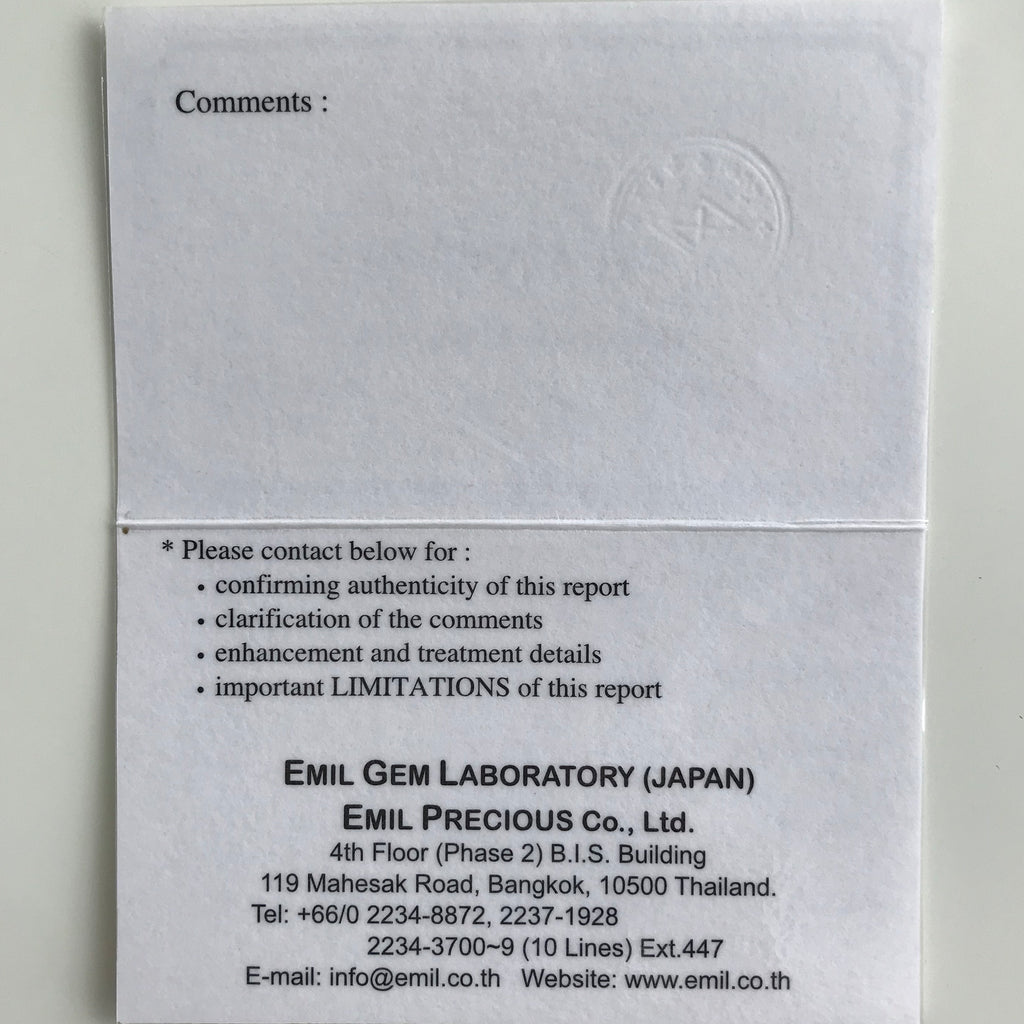 Comments :
* Please contact below for :
• confirming authenticity of this report
• clarification of the comments
• enhancement and treatment details
• important LIMITATIONS of this report
EMIL GEM LABORATORY (JAPAN)
EMIL PRECIOUS Co., Ltd.
4th Floor (Phase 2) B.I.S. Building
119 Mahesak Road, Bangkok, 10500 Thailand.
Tel: +66/0 2234-8872, 2237-1928
2234-3700~9 (10 Lines) Ext.447
E-mail: info@emil.co.th Website: www.emil.co.th